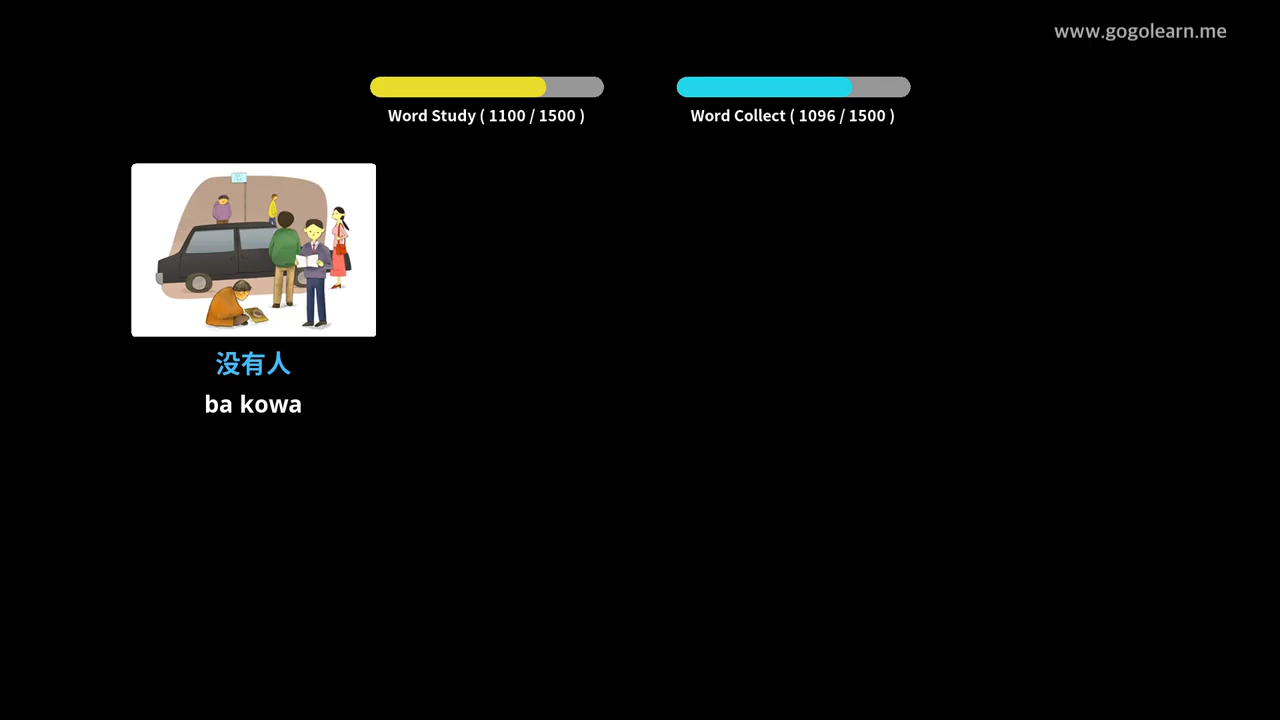 www.gogolearn.me
Word Study ( 1100 / 1500 )
Word Collect ( 1096 / 1500 )
没有人
ba kowa